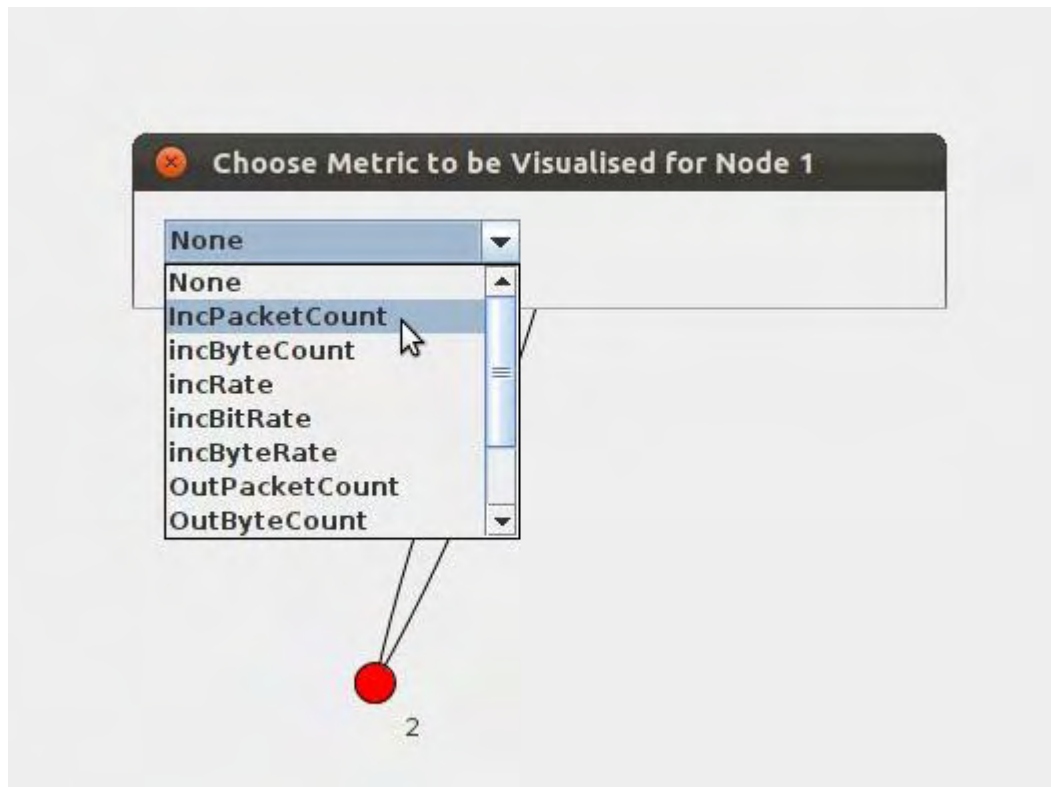 Choose Metric to be Visualised for Node 1
None
None
IncPacketCount
incByteCount
incRate
incBitRate
incByteRate
OutPacketCount
OutByteCount
2